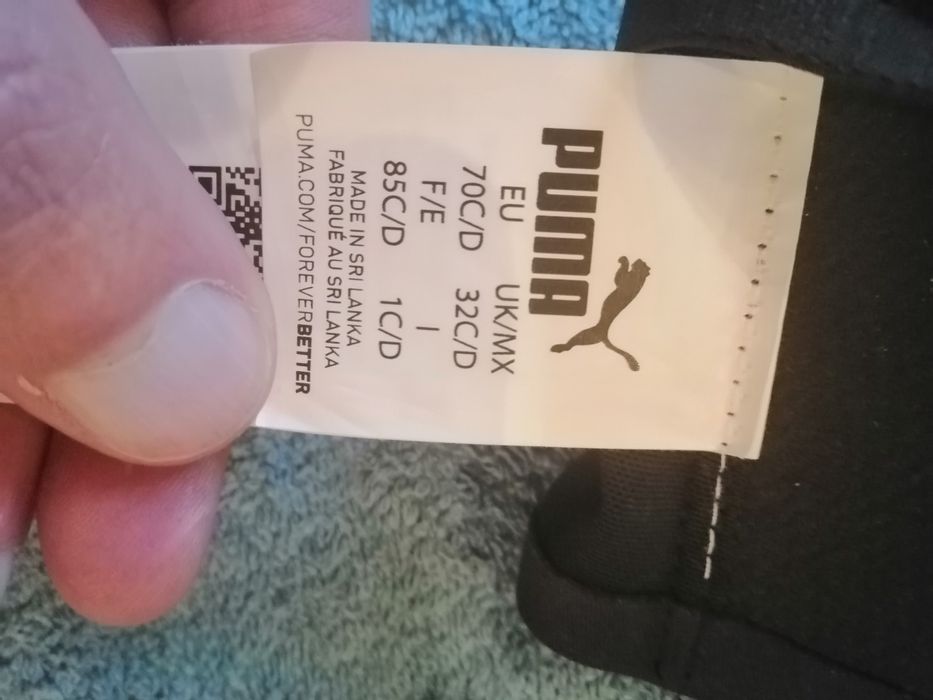 PUMA
EU UK/MX
70C/D 32C/D
F/E I
85C/D 1C/D
MADE IN SRI LANKA
FABRIQUÉ AU SRI LANKA
PUMA.COM/FOREVERBETTER